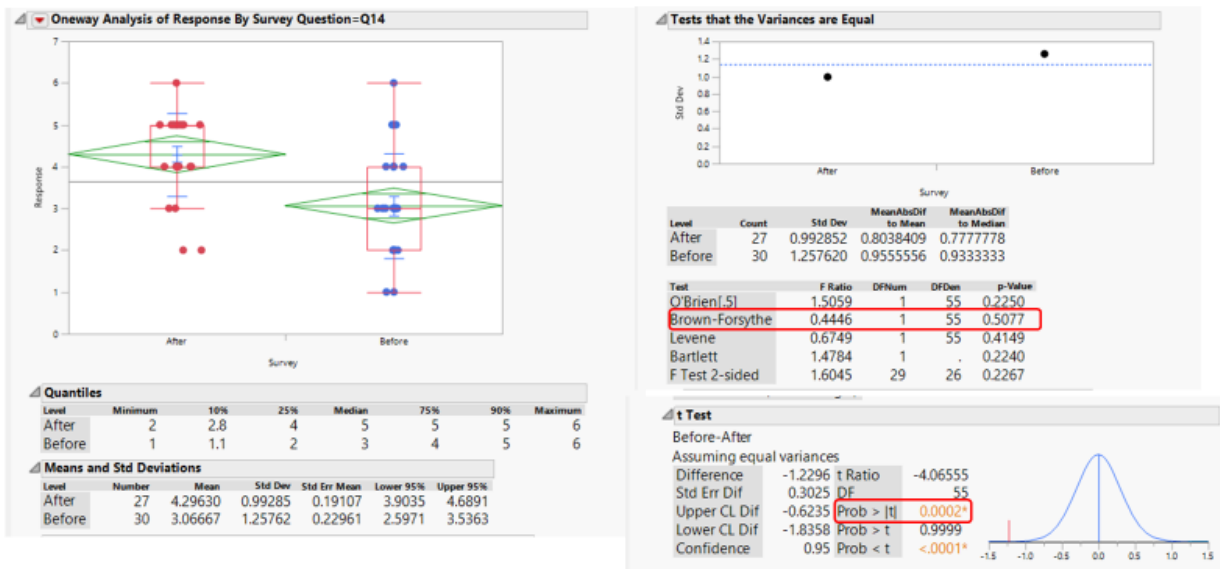 Oneway Analysis of Response By Survey Question=Q14
7
6
5
4
3
2
1
0
Response
After Before
Survey
Quantiles
Level Minimum 10% 25% Median 75% 90% Maximum
After 2 2.8 4 5 5 5 6
Before 1 1.1 2 3 4 5 6
Means and Std Deviations
Level Number Mean Std Dev Std Err Mean Lower 95% Upper 95%
After 27 4.29630 0.99285 0.19107 3.9035 4.6891
Before 30 3.06667 1.25762 0.22961 2.5971 3.5363
Tests that the Variances are Equal
1.4
1.2
1.0
0.8
0.6
0.4
0.2
0.0
Std Dev
After Before
Survey
Level Count Std Dev MeanAbsDif to Mean MeanAbsDif to Median
After 27 0.992852 0.8038409 0.7777778
Before 30 1.257620 0.9555556 0.9333333
Test F Ratio DFNum DFDen p-Value
O'Brien[.5] 1.5059 1 55 0.2250
Brown-Forsythe 0.4446 1 55 0.5077
Levene 0.6749 1 55 0.4149
Bartlett 1.4784 1 . 0.2240
F Test 2-sided 1.6045 29 26 0.2267
t Test
Before-After
Assuming equal variances
Difference -1.2296 t Ratio -4.06555
Std Err Dif 0.3025 DF 55
Upper CL Dif -0.6235 Prob > |t| 0.0002*
Lower CL Dif -1.8358 Prob > t 0.9999
Confidence 0.95 Prob < t <.0001*
-1.5 -1.0 -0.5 0.0 0.5 1.0 1.5